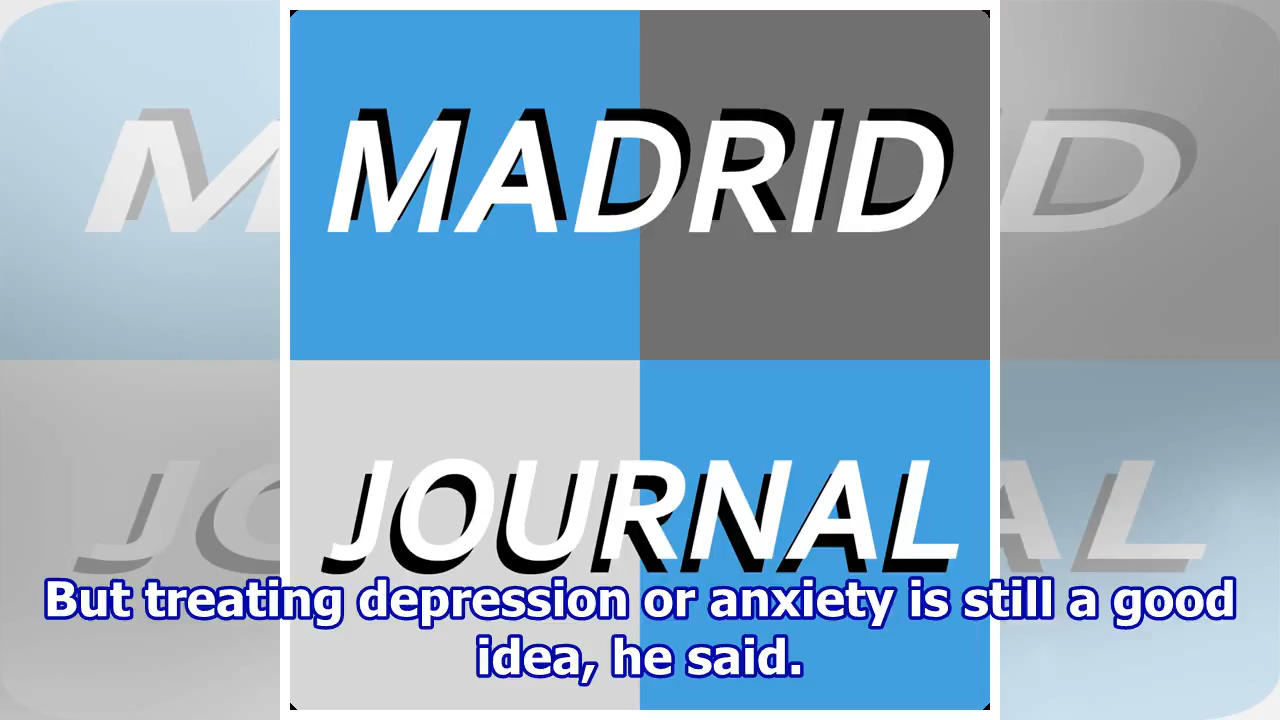 MADRID
JOURNAL
But treating depression or anxiety is still a good
idea, he said.